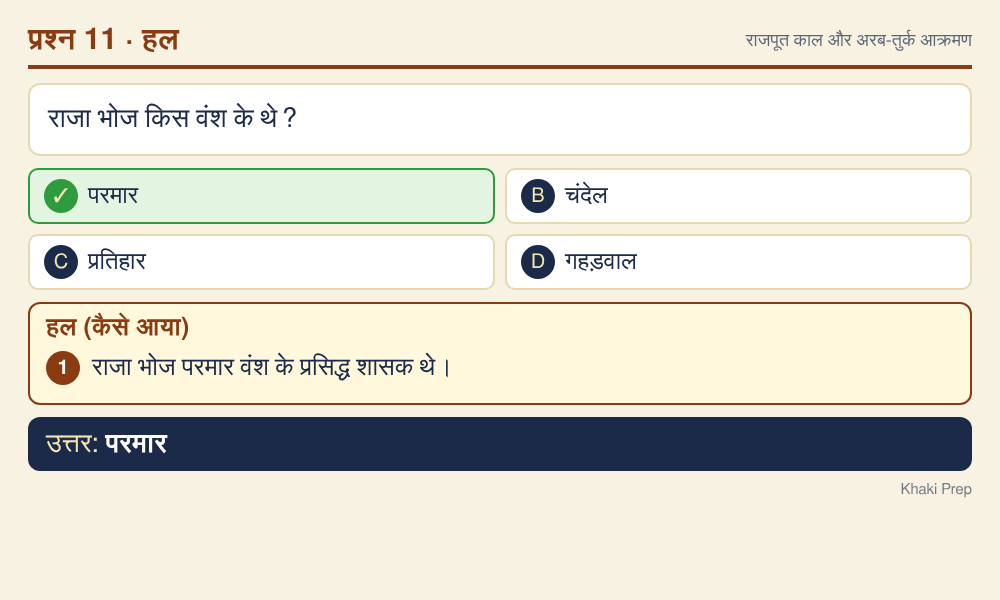 प्रश्न 11 · हल
राजपूत काल और अरब-तुर्क आक्रमण
राजा भोज किस वंश के थे ?
✓ परमार
B चंदेल
C प्रतिहार
D गहड़वाल
हल (कैसे आया)
1 राजा भोज परमार वंश के प्रसिद्ध शासक थे।
उत्तर: परमार
Khaki Prep